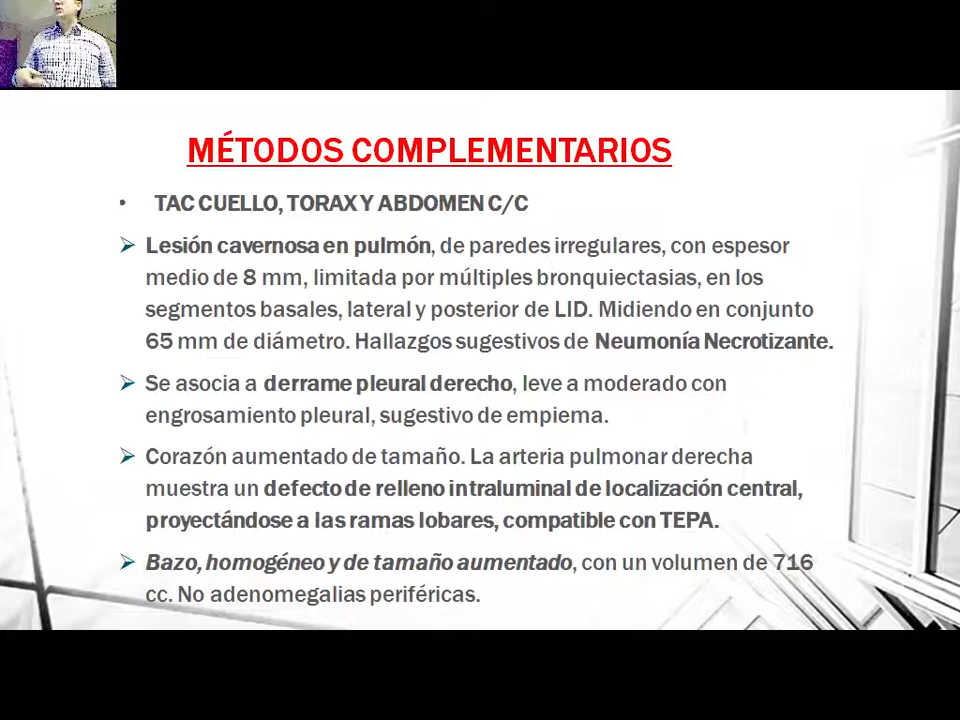 MÉTODOS COMPLEMENTARIOS
• TAC CUELLO, TORAX Y ABDOMEN C/C
➢ Lesión cavernosa en pulmón, de paredes irregulares, con espesor
medio de 8 mm, limitada por múltiples bronquiectasias, en los
segmentos basales, lateral y posterior de LID. Midiendo en conjunto
65 mm de diámetro. Hallazgos sugestivos de Neumonía Necrotizante.
➢ Se asocia a derrame pleural derecho, leve a moderado con
engrosamiento pleural, sugestivo de empiema.
➢ Corazón aumentado de tamaño. La arteria pulmonar derecha
muestra un defecto de relleno intraluminal de localización central,
proyectándose a las ramas lobares, compatible con TEPA.
➢ Bazo, homogéneo y de tamaño aumentado, con un volumen de 716
cc. No adenomegalias periféricas.